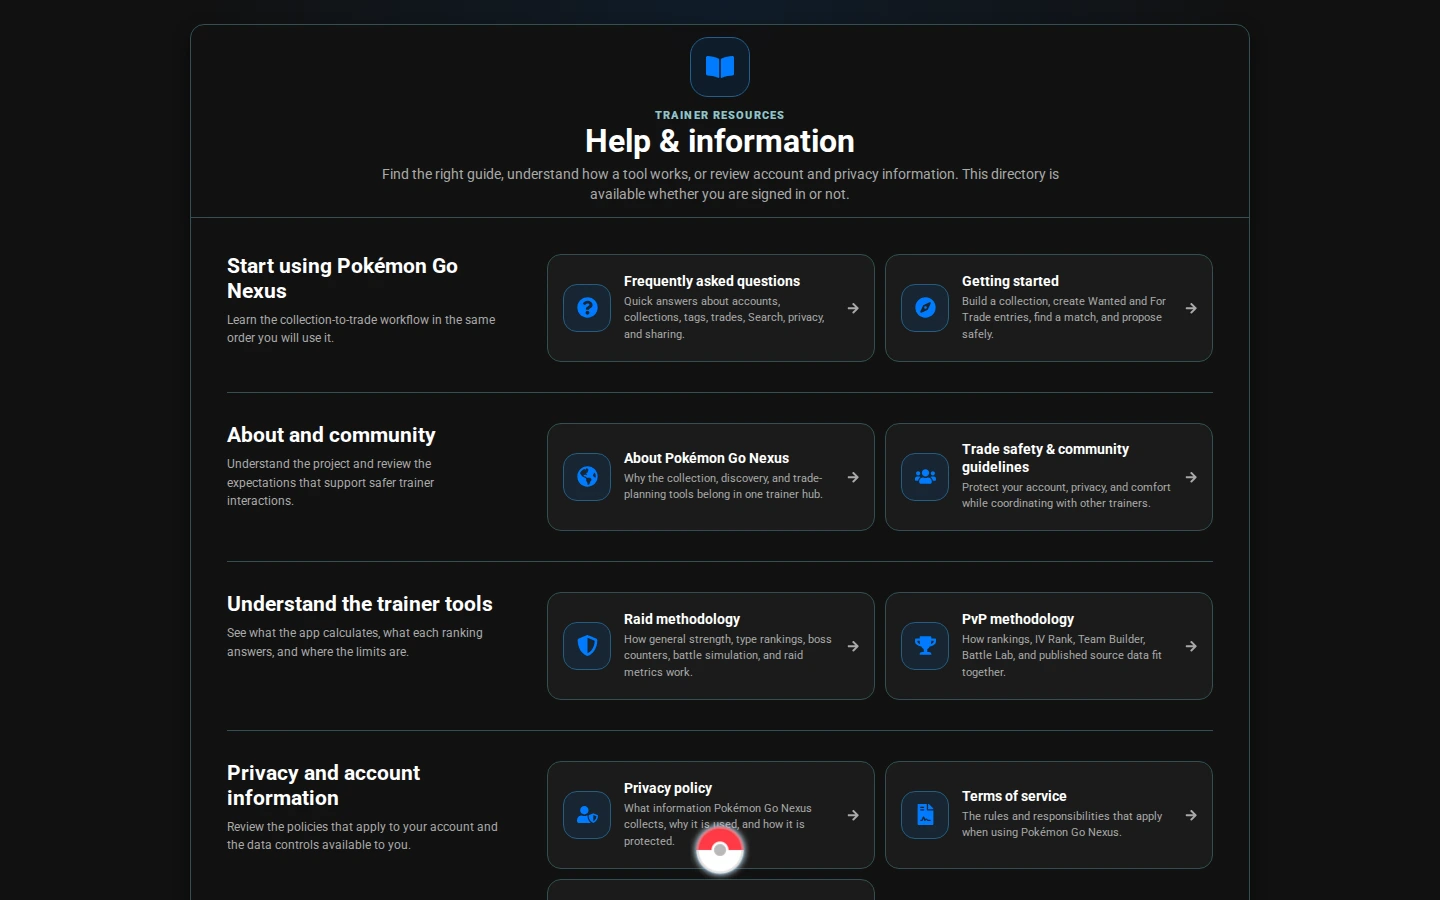 TRAINER RESOURCES
Help & information
Find the right guide, understand how a tool works, or review account and privacy information. This directory is
available whether you are signed in or not.
Start using Pokémon Go
Nexus
Learn the collection-to-trade workflow in the same
order you will use it.
Frequently asked questions
Quick answers about accounts,
collections, tags, trades, Search, privacy,
and sharing.
Getting started
Build a collection, create Wanted and For
Trade entries, find a match, and propose
safely.
About and community
Understand the project and review the
expectations that support safer trainer
interactions.
About Pokémon Go Nexus
Why the collection, discovery, and trade-
planning tools belong in one trainer hub.
Trade safety & community
guidelines
Protect your account, privacy, and comfort
while coordinating with other trainers.
Understand the trainer tools
See what the app calculates, what each ranking
answers, and where the limits are.
Raid methodology
How general strength, type rankings, boss
counters, battle simulation, and raid
metrics work.
PvP methodology
How rankings, IV Rank, Team Builder,
Battle Lab, and published source data fit
together.
Privacy and account
information
Review the policies that apply to your account and
the data controls available to you.
Privacy policy
What information Pokémon Go Nexus
collects, why it is used, and how it is
protected.
Terms of service
The rules and responsibilities that apply
when using Pokémon Go Nexus.